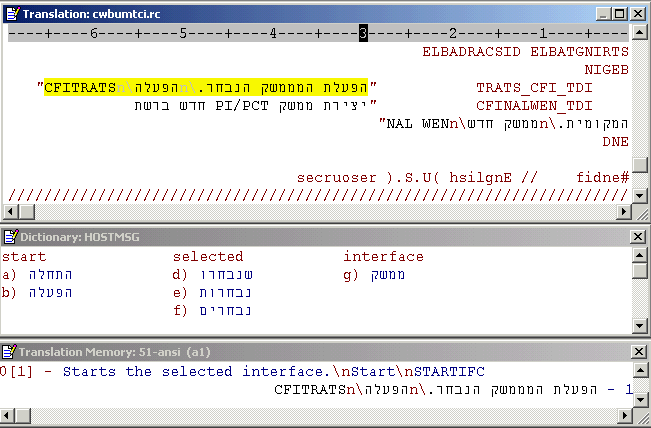 Translation: cwbumtci.rc
----+----6----+----5----+----4----+----3----+----2----+----1----+----
ELBADRACSID ELBATGNIRTS
NIGEB
TRATS_CFI_TDI "הפעלת המממשק הנבחר.\nהפעלה\nCFITRATS"
CFINALWEN_TDI "יצירת ממשק PI/PCT חדש ברשת
המקומית.\nממשק חדש\nNAL WEN"
DNE
secruoser ).S.U( hsilgnE // fidne#
/////////////////////////////////////////////////////////////////////
Dictionary: HOSTMSG
start selected interface
a) התחלה d) שנבחרו g) ממשק
b) הפעלה e) נבחרות
f) נבחרים
Translation Memory: 51-ansi (a1)
0[1] - Starts the selected interface.\nStart\nSTARTIFC
1 - הפעלת המממשק הנבחר.\nהפעלה\nCFITRATS